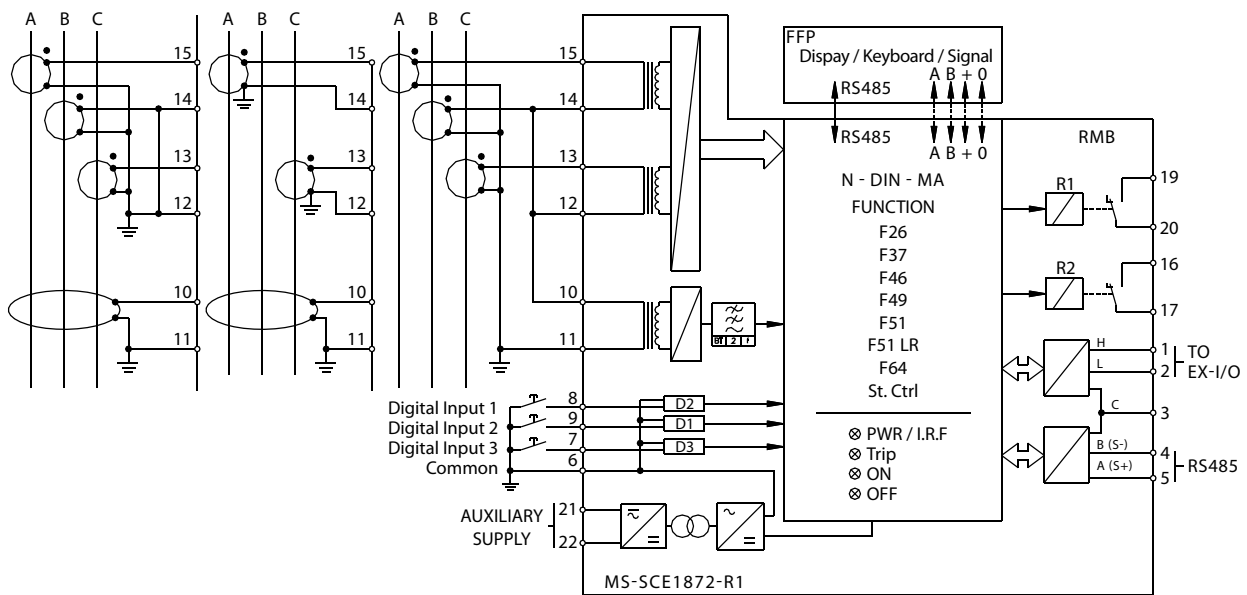 A B C
15
14
13
12
10
11
A B C
15
14
13
12
10
11
A B C
15
14
13
12
10
11
FFP
Dispay / Keyboard / Signal
RS485
A B + 0
RS485
A B + 0
RMB
N - DIN - MA
FUNCTION
F26
F37
F46
F49
F51
F51 LR
F64
St. Ctrl
PWR / I.R.F
Trip
ON
OFF
BT 2 f
R1
19
20
R2
16
17
H
1
L
2
TO
EX-I/O
C
3
B (S-)
4
A (S+)
5
RS485
Digital Input 1
8
D2
Digital Input 2
9
D1
Digital Input 3
7
D3
Common
6
AUXILIARY
SUPPLY
21
22
MS-SCE1872-R1